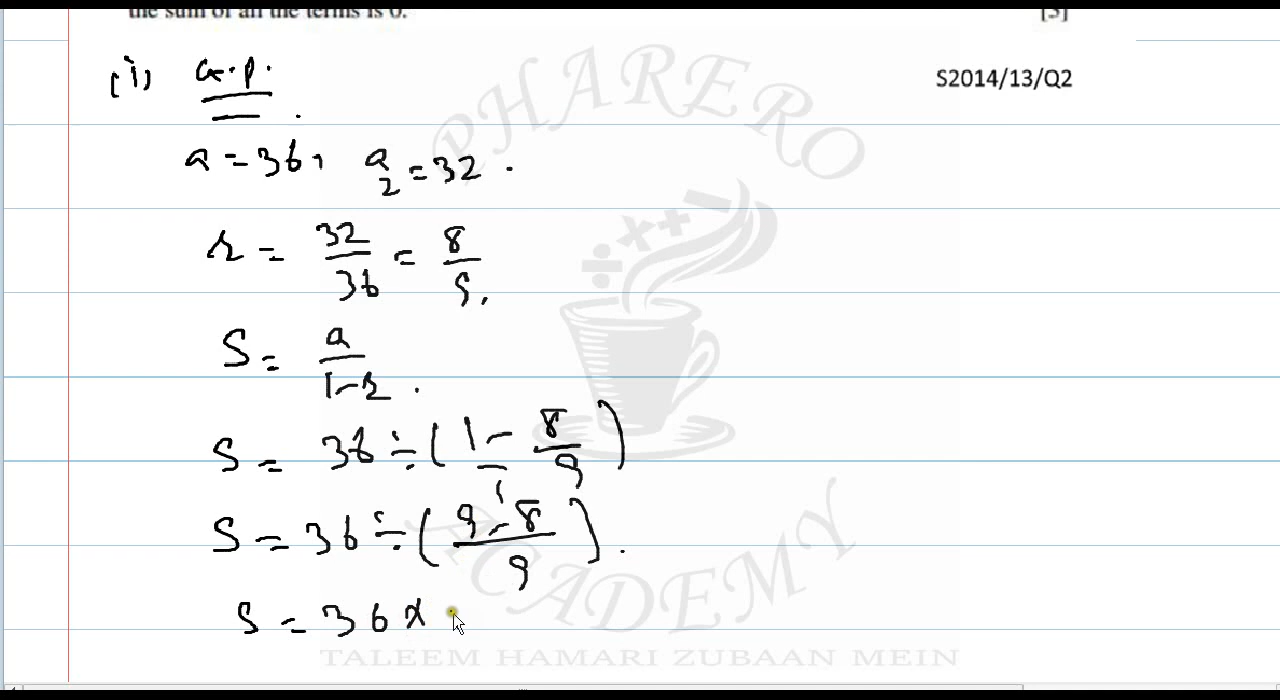 the sum of all the terms is 0. [5]
(i) G.P. S2014/13/Q2
a = 36, a₂ = 32.
r = 32/36 = 8/9,
S = a/1-r.
S = 36 ÷ (1 - 8/9)
S = 36 ÷ (9-8/9).
S = 36 x
PHARERO
ACADEMY
TALEEM HAMARI ZUBAAN MEIN